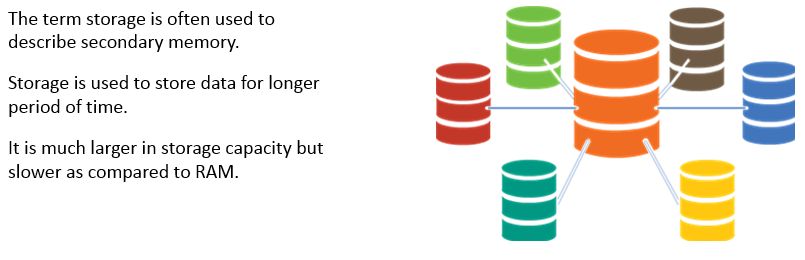 The term storage is often used to
describe secondary memory.
Storage is used to store data for longer
period of time.
It is much larger in storage capacity but
slower as compared to RAM.